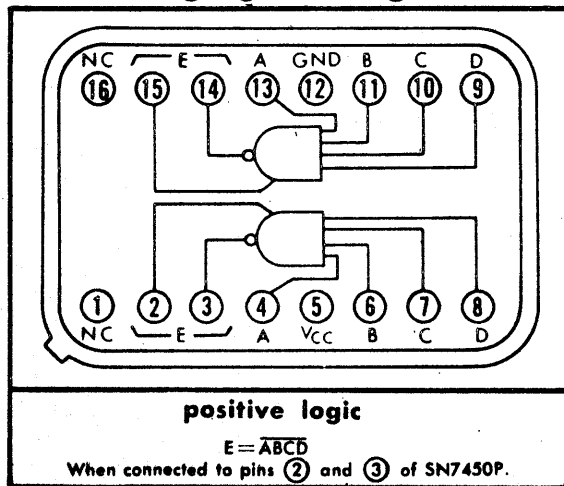 NC E A GND B C D
16 15 14 13 12 11 10 9
1 2 3 4 5 6 7 8
NC E A VCC B C D
positive logic
E=A̅B̅C̅D̅
When connected to pins 2 and 3 of SN7450P.